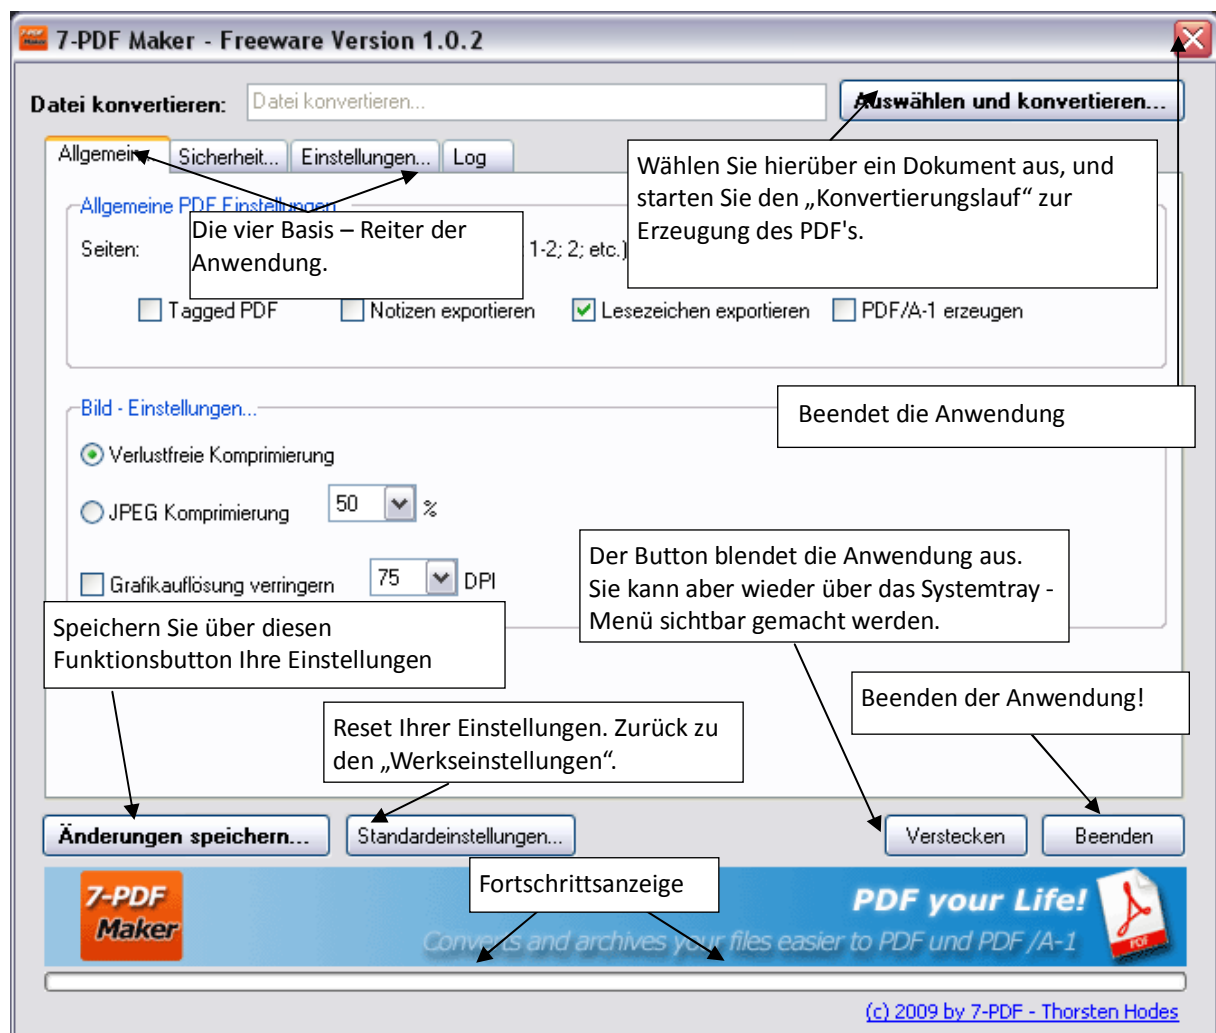 7-PDF Maker - Freeware Version 1.0.2
Datei konvertieren:
Datei konvertieren...
Auswählen und konvertieren...
Allgemein...
Sicherheit...
Einstellungen...
Log
Wählen Sie hierüber ein Dokument aus, und
starten Sie den „Konvertierungslauf“ zur
Erzeugung des PDF's.
Allgemeine PDF Einstellungen
Die vier Basis – Reiter der
Anwendung.
Seiten:
1-2; 2; etc.)
Tagged PDF
Notizen exportieren
Lesezeichen exportieren
PDF/A-1 erzeugen
Bild - Einstellungen...
Beendet die Anwendung
Verlustfreie Komprimierung
JPEG Komprimierung
50
%
Grafikauflösung verringern
75
DPI
Der Button blendet die Anwendung aus.
Sie kann aber wieder über das Systemtray -
Menü sichtbar gemacht werden.
Speichern Sie über diesen
Funktionsbutton Ihre Einstellungen
Beenden der Anwendung!
Reset Ihrer Einstellungen. Zurück zu
den „Werkseinstellungen“.
Änderungen speichern...
Standardeinstellungen...
Verstecken
Beenden
Fortschrittsanzeige
7-PDF
Maker
PDF your Life!
Converts and archives your files easier to PDF und PDF/A-1
PDF
(c) 2009 by 7-PDF - Thorsten Hodes